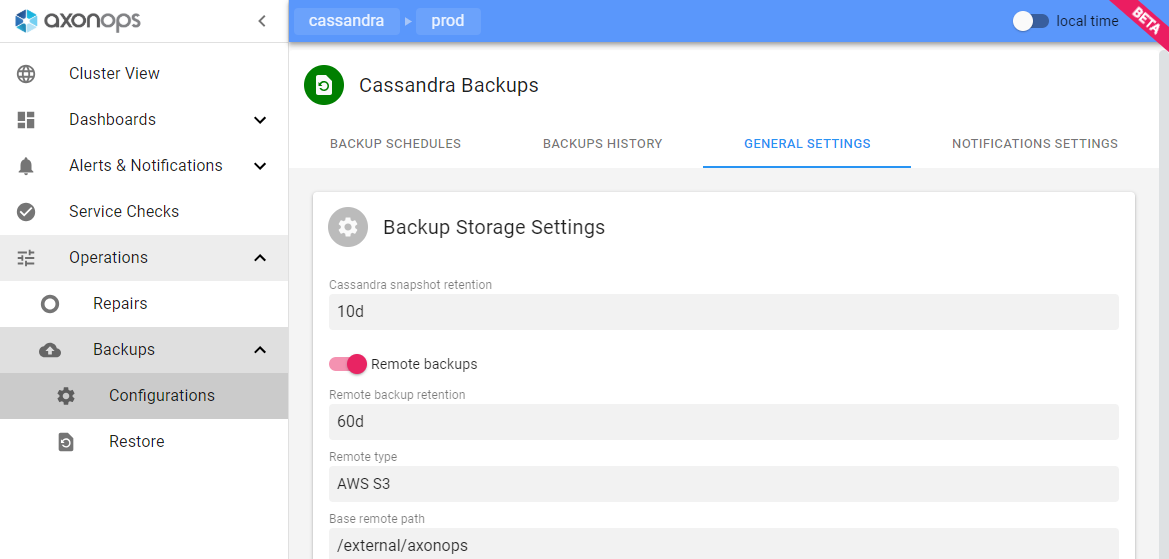 axonops
cassandra prod
local time
BETA
Cluster View
Dashboards
Alerts & Notifications
Service Checks
Operations
Repairs
Backups
Configurations
Restore
Cassandra Backups
BACKUP SCHEDULES BACKUPS HISTORY GENERAL SETTINGS NOTIFICATIONS SETTINGS
Backup Storage Settings
Cassandra snapshot retention
10d
Remote backups
Remote backup retention
60d
Remote type
AWS S3
Base remote path
/external/axonops